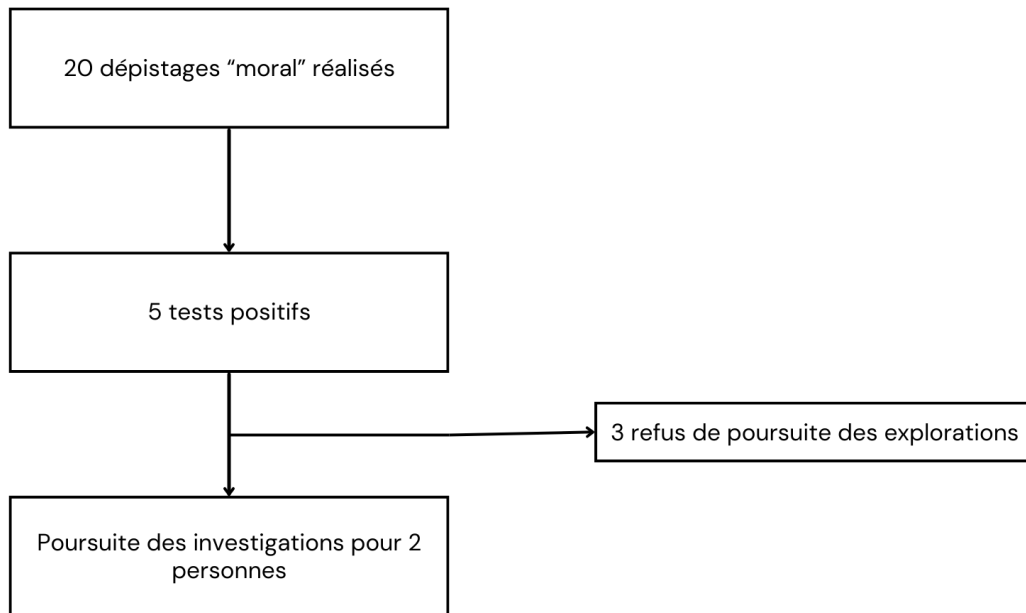 20 dépistages “moral” réalisés
5 tests positifs
3 refus de poursuite des explorations
Poursuite des investigations pour 2
personnes